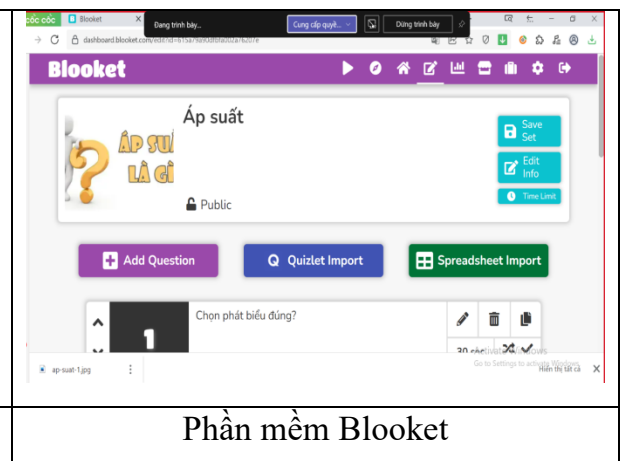 cốc cốc
Blooket
X
Đang trình bày...
Cung cấp quyề...
Dừng trình bày
dashboard.blooket.com/edit?id=615a79a90dfbfa002a76207e
Blooket
Áp suất
ÁP SU
LÀ GÌ
Public
Save
Set
Edit
Info
Time Limit
Add Question
Q Quizlet Import
Spreadsheet Import
1
Chọn phát biểu đúng?
30
Activate Windows
Go to Settings to activate Windows.
ap-suat-1.jpg
Hiển thị tất cả
X
Phần mềm Blooket